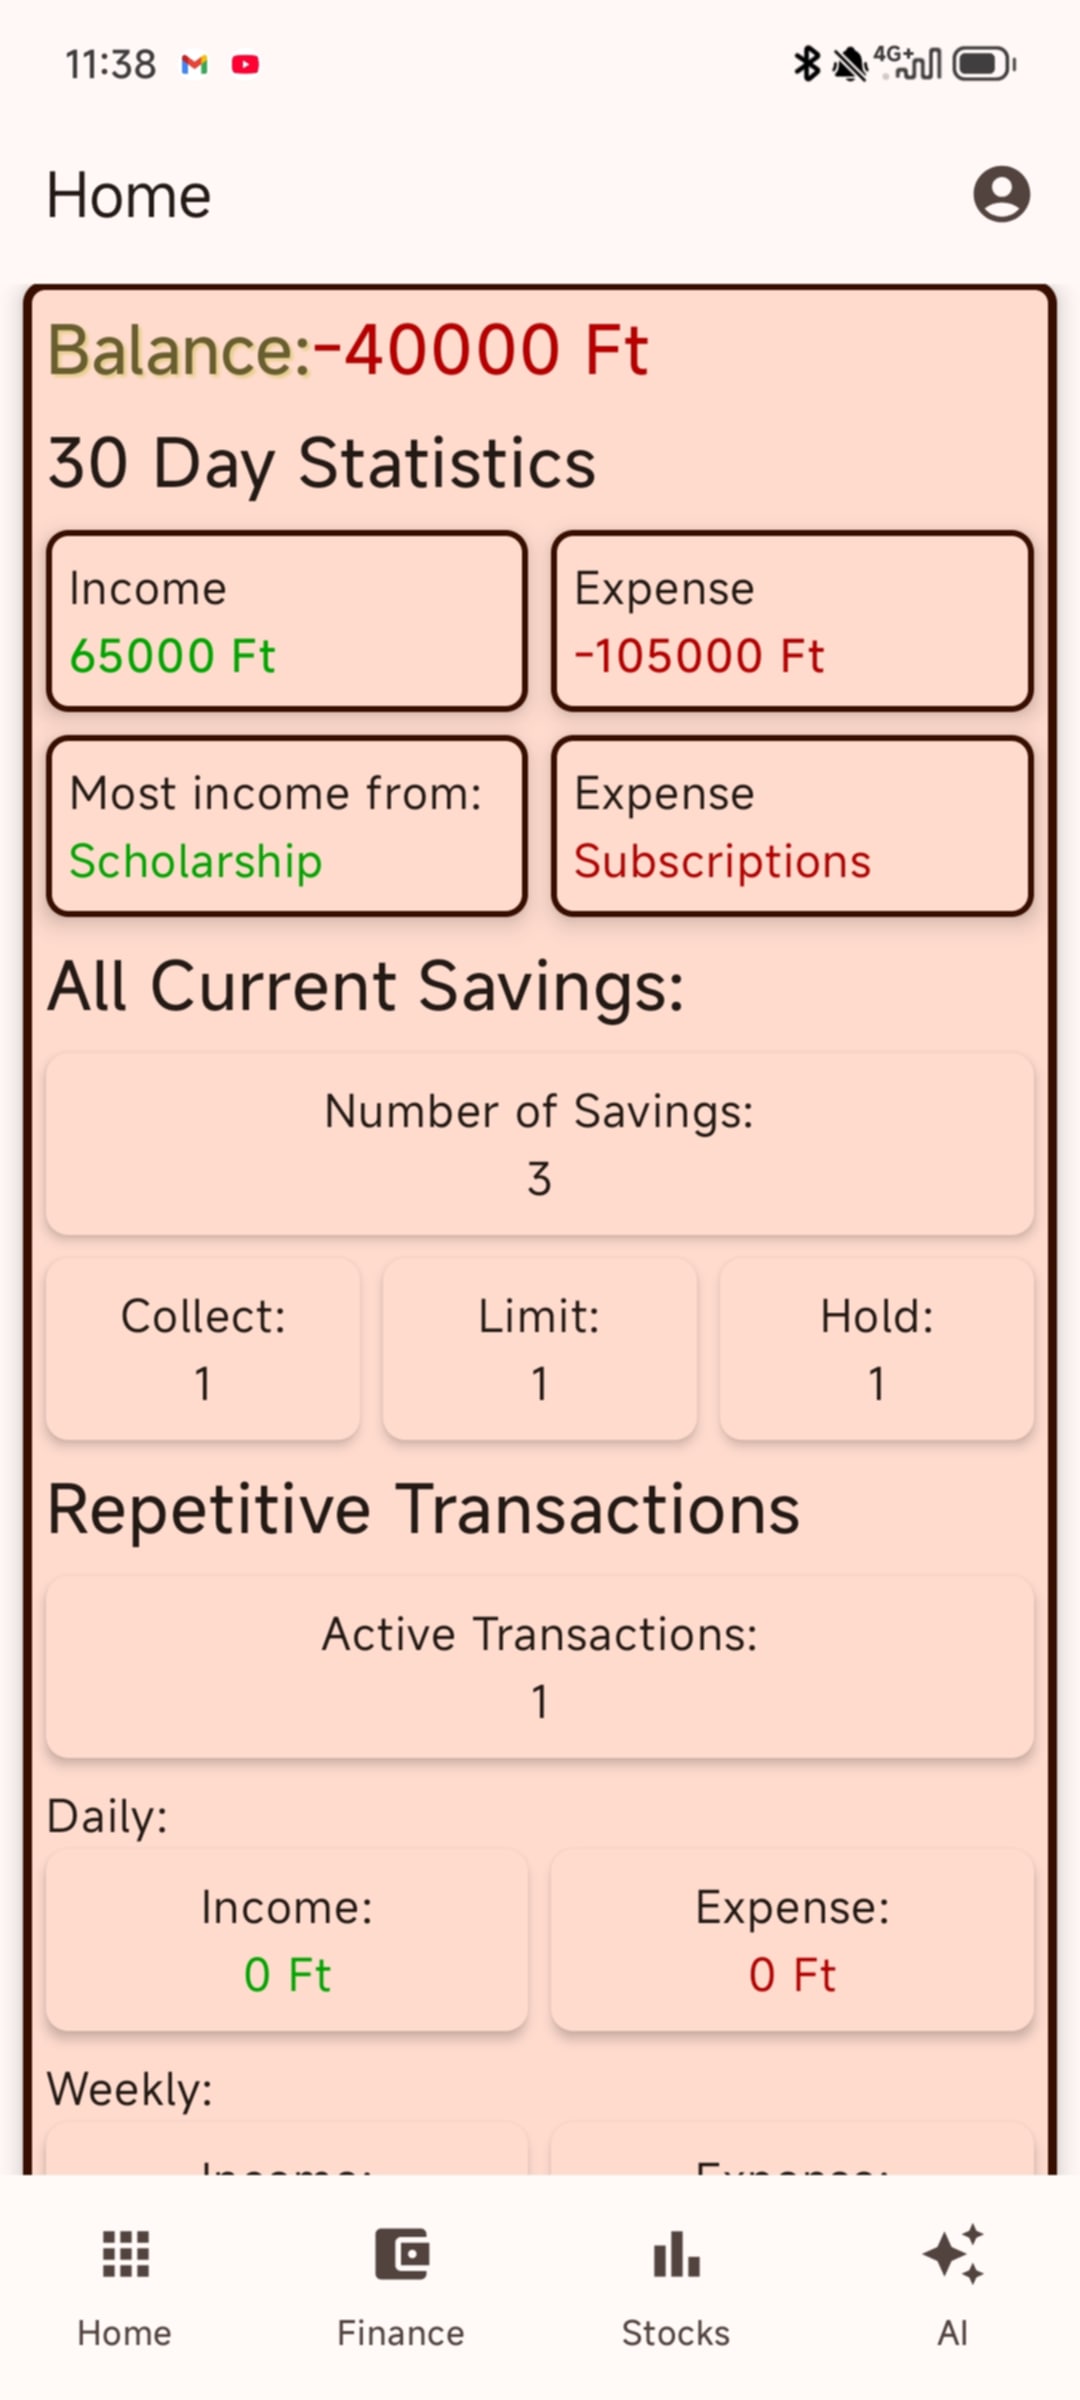 11:38 4G+
Home
Balance:-40000 Ft
30 Day Statistics
Income
65000 Ft
Expense
-105000 Ft
Most income from:
Scholarship
Expense
Subscriptions
All Current Savings:
Number of Savings:
3
Collect:
1
Limit:
1
Hold:
1
Repetitive Transactions
Active Transactions:
1
Daily:
Income:
0 Ft
Expense:
0 Ft
Weekly:
Income:
Expense:
Home
Finance
Stocks
AI